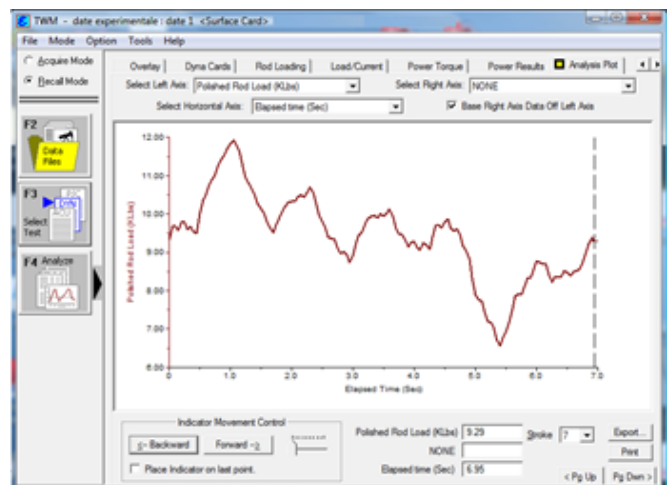 TWM - date experimentale : date 1 <Surface Card>
File Mode Option Tools Help
Acquire Mode
Recall Mode
Overlay Dyna Cards Rod Loading Load/Current Power Torque Power Results Analysis Plot
Select Left Axis: Polished Rod Load (KLbs) Select Right Axis: NONE
Select Horizontal Axis: Elapsed time (Sec) Base Right Axis Data Off Left Axis
F2
Data
Files
F3
Select
Test
F4 Analyze
12.00
11.00
10.00
9.00
8.00
7.00
6.00
Polished Rod Load (KLbs)
0 1.0 2.0 3.0 4.0 5.0 6.0 7.0
Elapsed Time (Sec)
Indicator Movement Control
<- Backward Forward ->
Place Indicator on last point.
Polished Rod Load (KLbs) 9.29 Stroke 7 Export...
NONE Print
Elapsed time (Sec) 6.95
< Pg Up Pg Dwn >